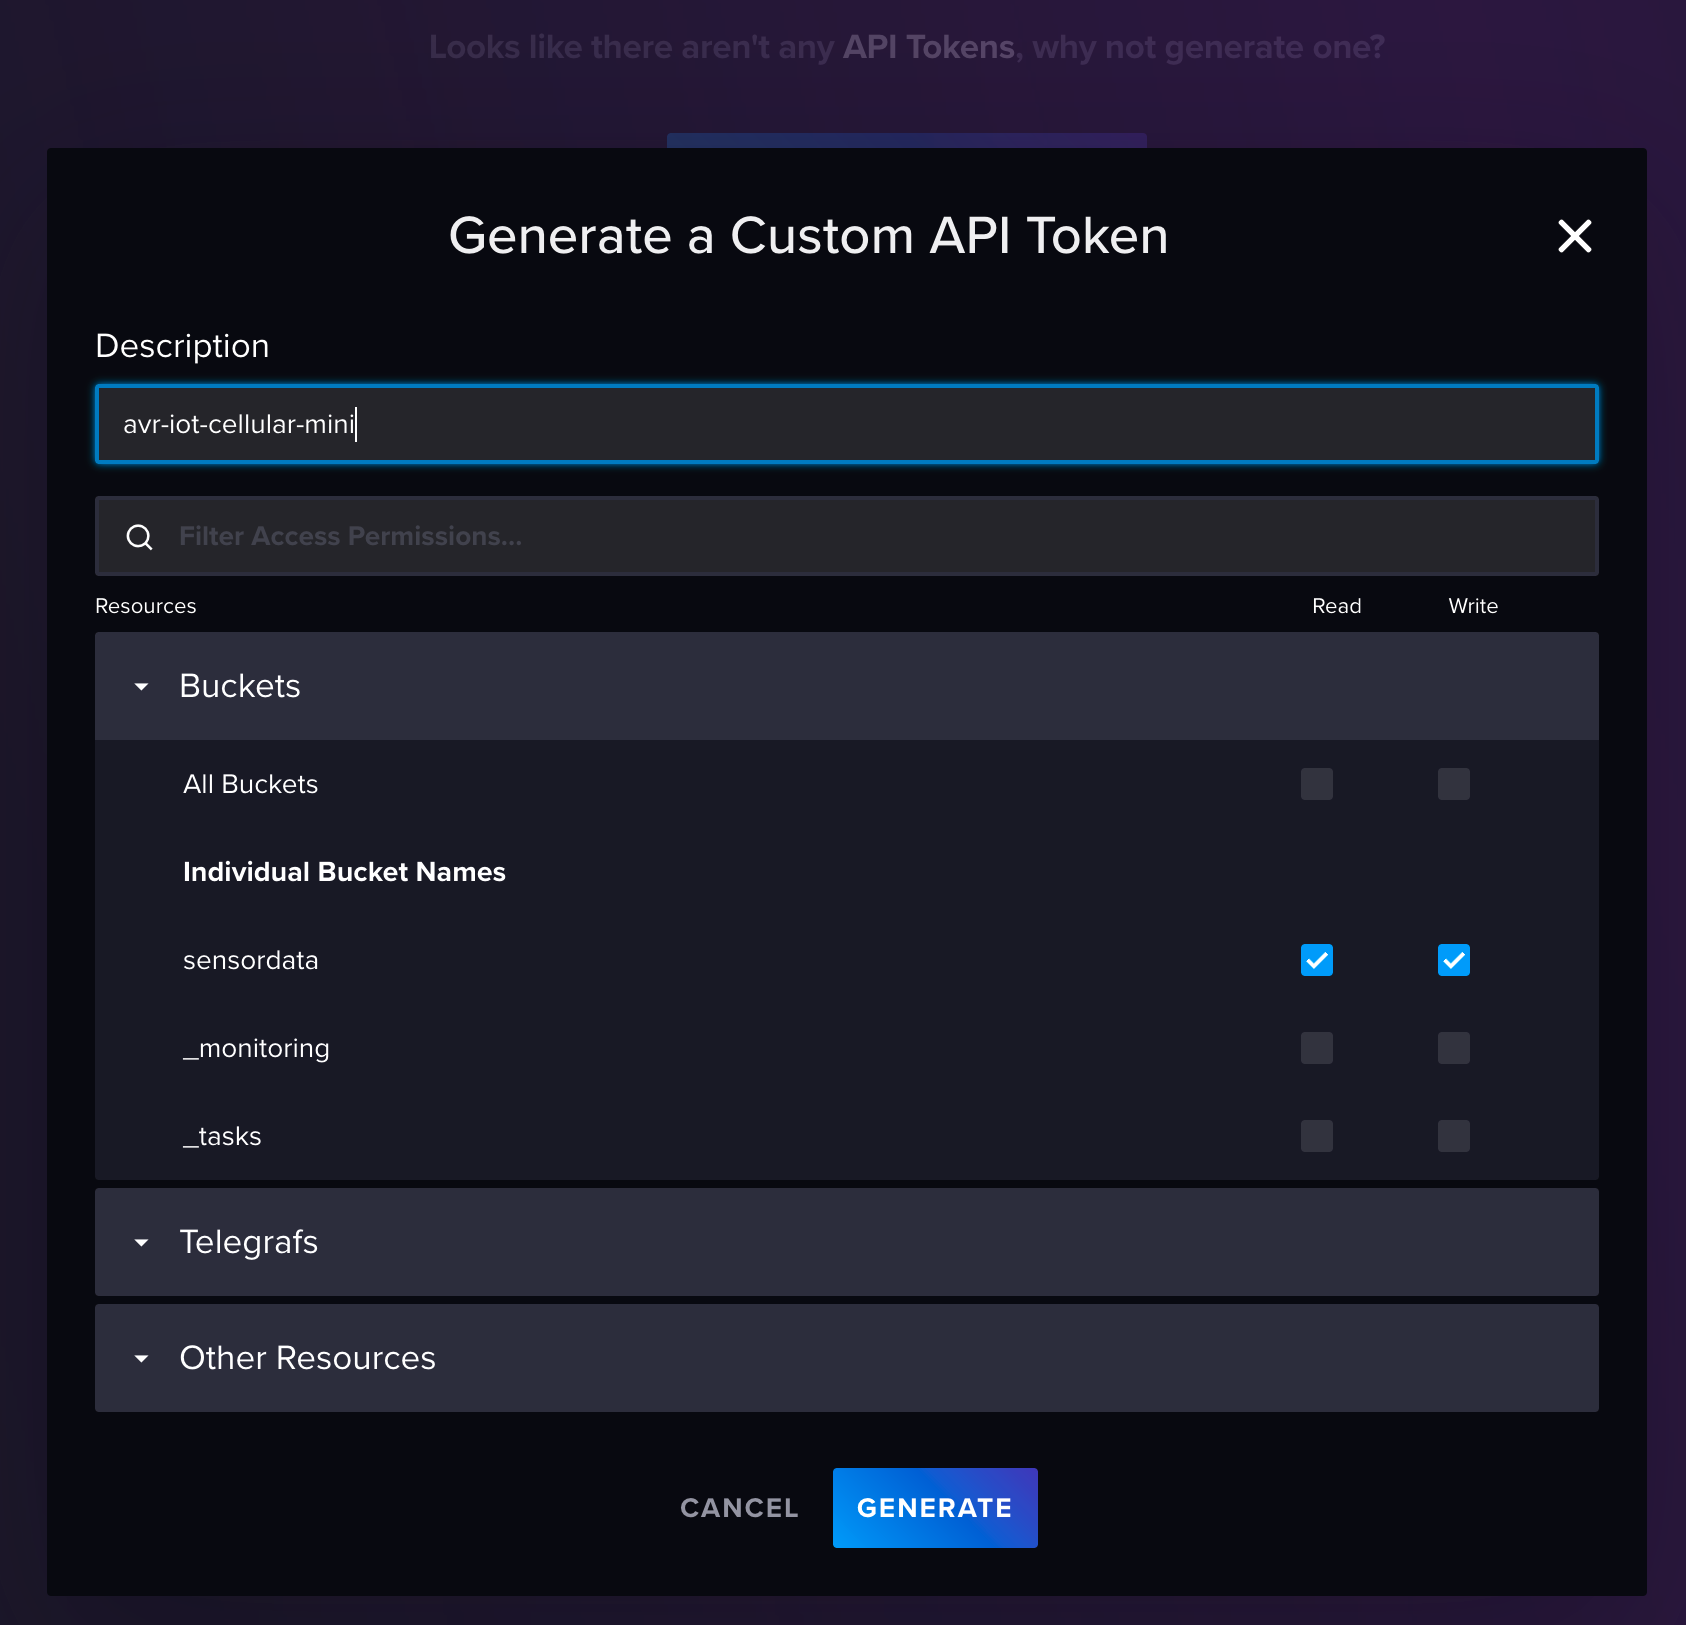 Looks like there aren't any API Tokens, why not generate one?
Generate a Custom API Token
Description
avr-iot-cellular-mini
Filter Access Permissions...
Resources Read Write
Buckets
All Buckets
Individual Bucket Names
sensordata
_monitoring
_tasks
Telegrafs
Other Resources
CANCEL GENERATE